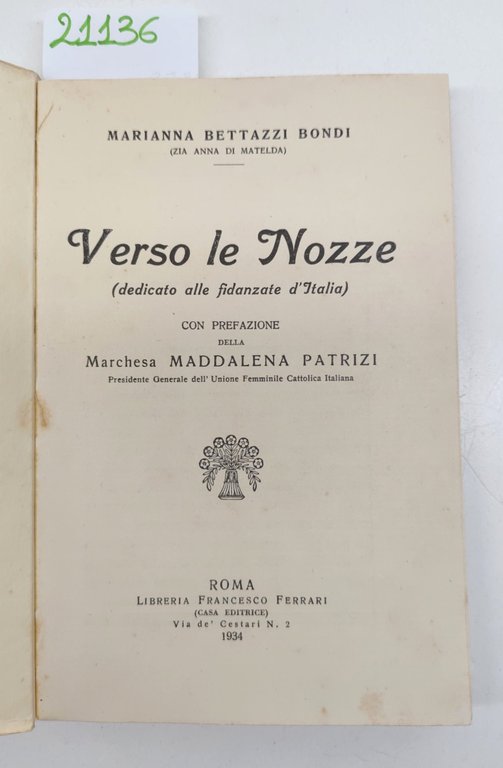 21136
MARIANNA BETTAZZI BONDI
(ZIA ANNA DI MATELDA)
Verso le Nozze
(dedicato alle fidanzate d'Italia)
CON PREFAZIONE
DELLA
Marchesa MADDALENA PATRIZI
Presidente Generale dell' Unione Femminile Cattolica Italiana
ROMA
LIBRERIA FRANCESCO FERRARI
(CASA EDITRICE)
Via de' Cestari N. 2
1934